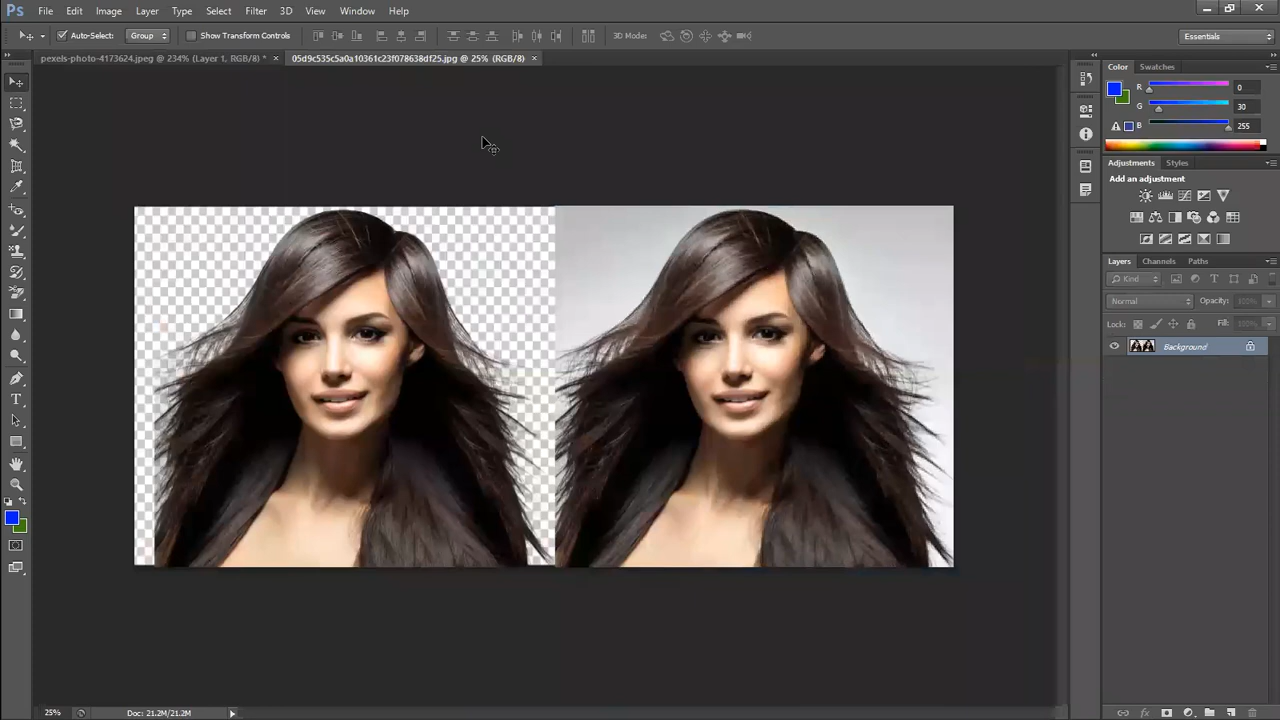 Ps File Edit Image Layer Type Select Filter 3D View Window Help
Auto-Select: Group Show Transform Controls 3D Mode: Essentials
pexels-photo-4173624.jpeg @ 234% (Layer 1, RGB/8) * × 05d9c535c5a0a10361c23f078638df25.jpg @ 25% (RGB/8) ×
Color Swatches
R 0
G 30
B 255
Adjustments Styles
Add an adjustment
Layers Channels Paths
Kind
Normal Opacity: 100%
Lock: Fill: 100%
Background
25% Doc: 21.2M/21.2M